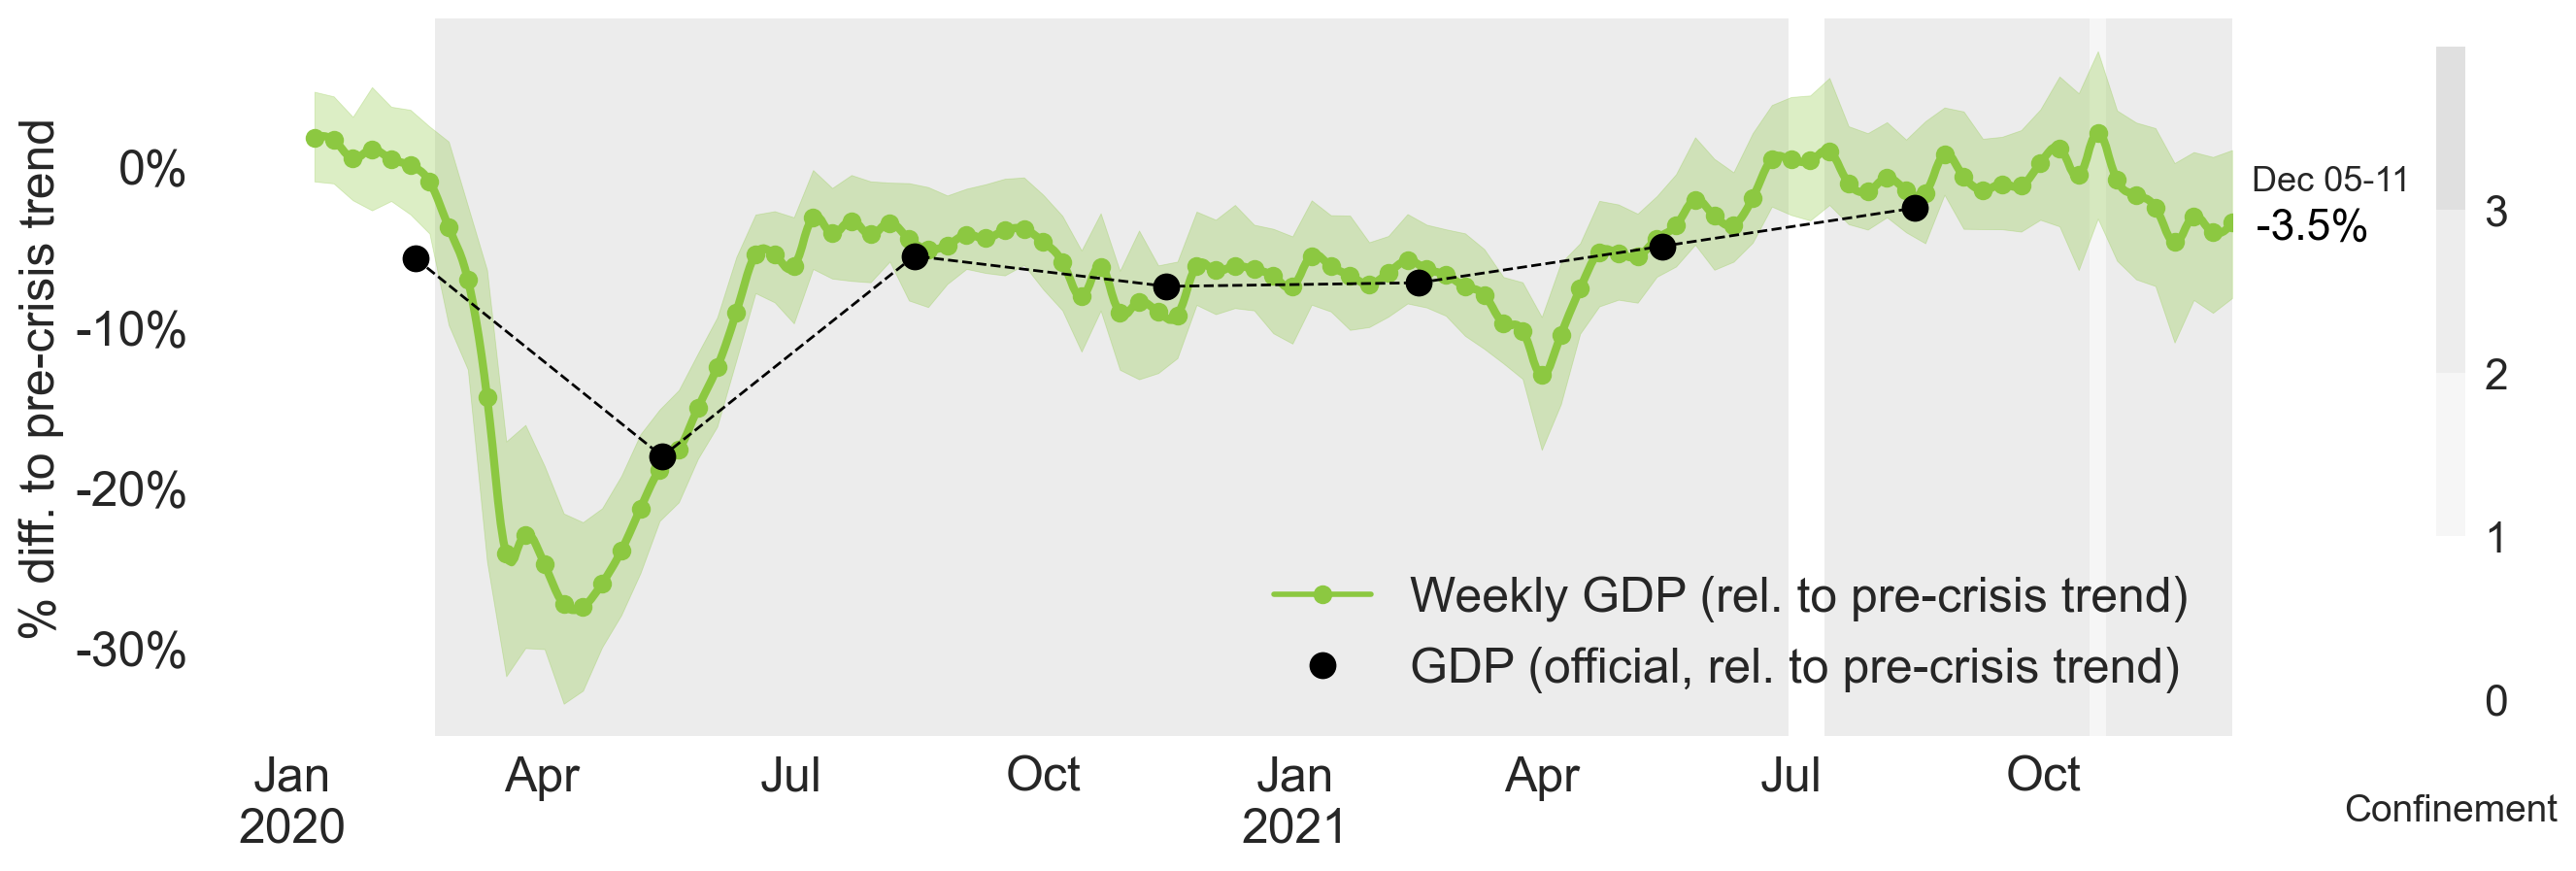 % diff. to pre-crisis trend
0%
-10%
-20%
-30%
Dec 05-11
-3.5%
3
2
1
0
Confinement
Weekly GDP (rel. to pre-crisis trend)
GDP (official, rel. to pre-crisis trend)
Jan Apr Jul Oct Jan Apr Jul Oct
2020 2021